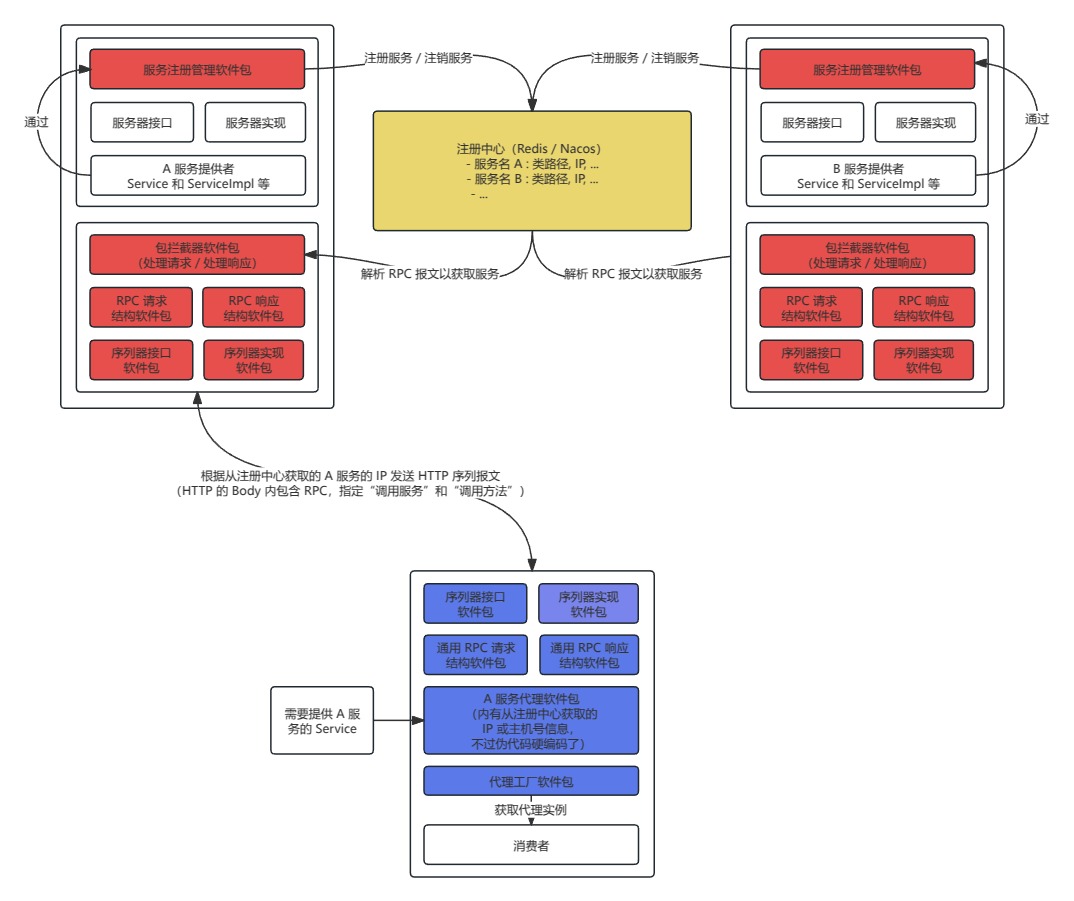 服务注册管理软件包
注册服务 / 注销服务
注册服务 / 注销服务
服务注册管理软件包
通过
服务器接口
服务器实现
A 服务提供者
Service 和 ServiceImpl 等
注册中心（Redis / Nacos）
- 服务名 A : 类路径, IP, ...
- 服务名 B : 类路径, IP, ...
- ...
服务器接口
服务器实现
B 服务提供者
Service 和 ServiceImpl 等
通过
包拦截器软件包
（处理请求 / 处理响应）
解析 RPC 报文以获取服务
解析 RPC 报文以获取服务
包拦截器软件包
（处理请求 / 处理响应）
RPC 请求
结构软件包
RPC 响应
结构软件包
RPC 请求
结构软件包
RPC 响应
结构软件包
序列器接口
软件包
序列器实现
软件包
序列器接口
软件包
序列器实现
软件包
根据从注册中心获取的 A 服务的 IP 发送 HTTP 序列报文
（HTTP 的 Body 内包含 RPC，指定“调用服务”和“调用方法”）
序列器接口
软件包
序列器实现
软件包
通用 RPC 请求
结构软件包
通用 RPC 响应
结构软件包
需要提供 A 服
务的 Service
A 服务代理软件包
（内有从注册中心获取的
IP 或主机号信息，
不过伪代码硬编码了）
代理工厂软件包
获取代理实例
消费者